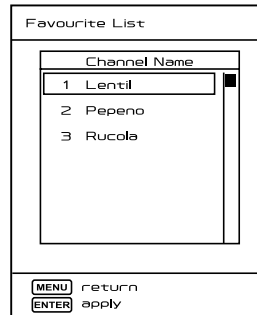 Favourite List
Channel Name
1 Lentil
2 Pepeno
3 Rucola
MENU return
ENTER apply